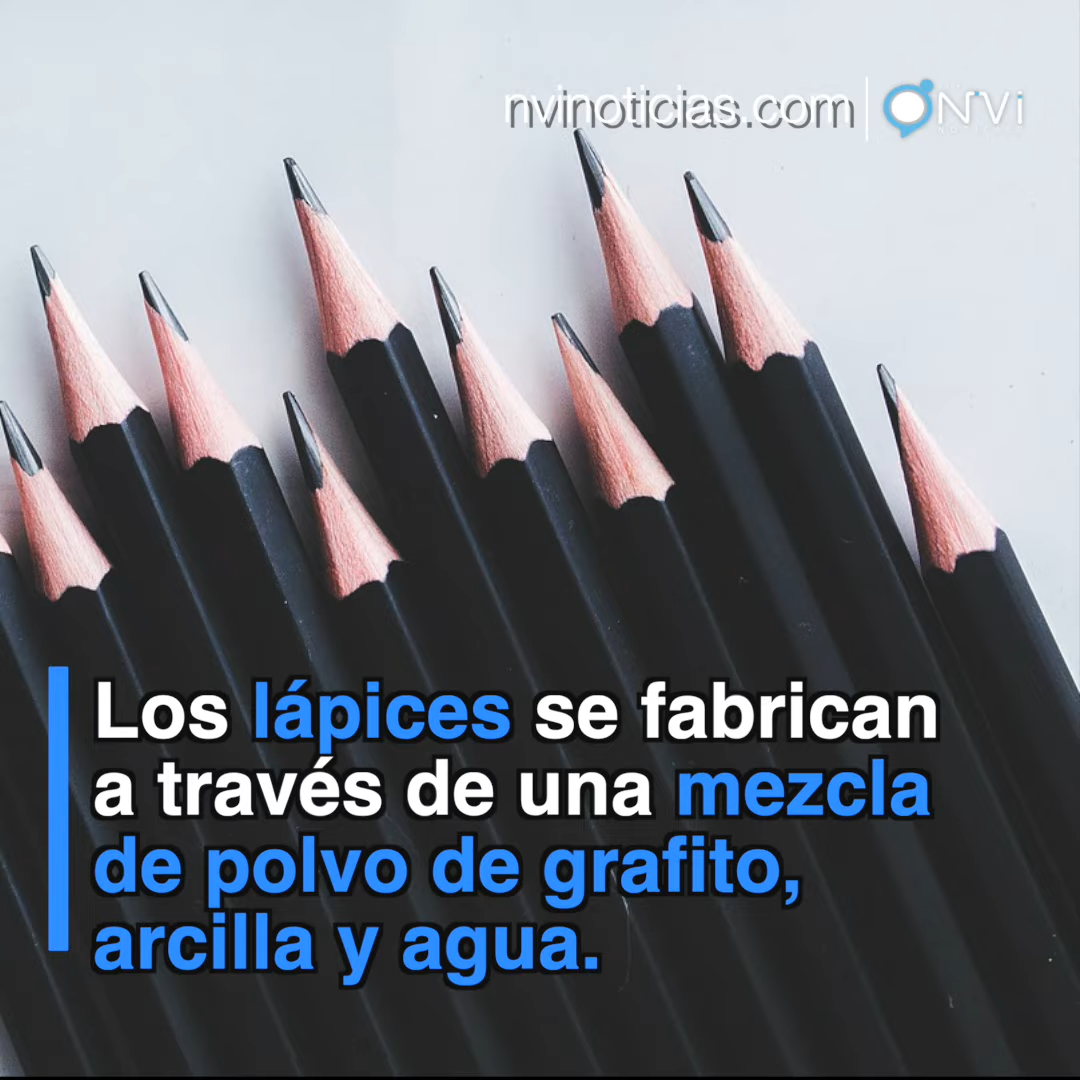 nvinoticias.com NVi
Los lápices se fabrican
a través de una mezcla
de polvo de grafito,
arcilla y agua.